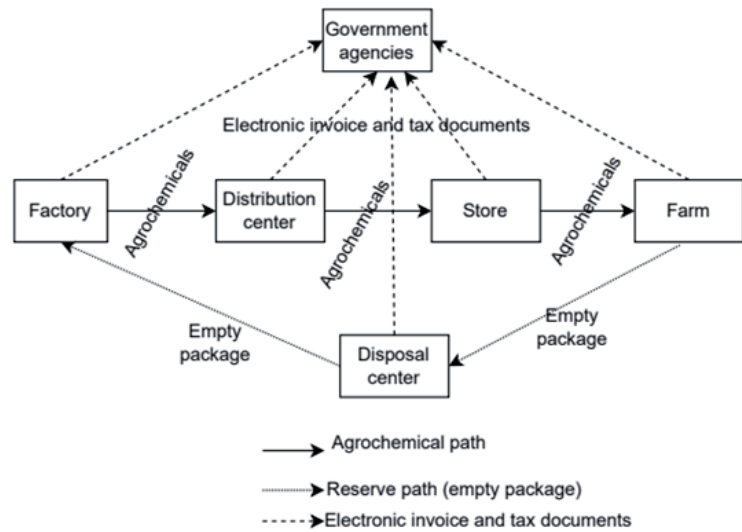 Government
agencies
Electronic invoice and tax documents
Factory
Agrochemicals
Distribution
center
Agrochemicals
Store
Agrochemicals
Farm
Empty
package
Disposal
center
Empty
package
Agrochemical path
Reserve path (empty package)
Electronic invoice and tax documents